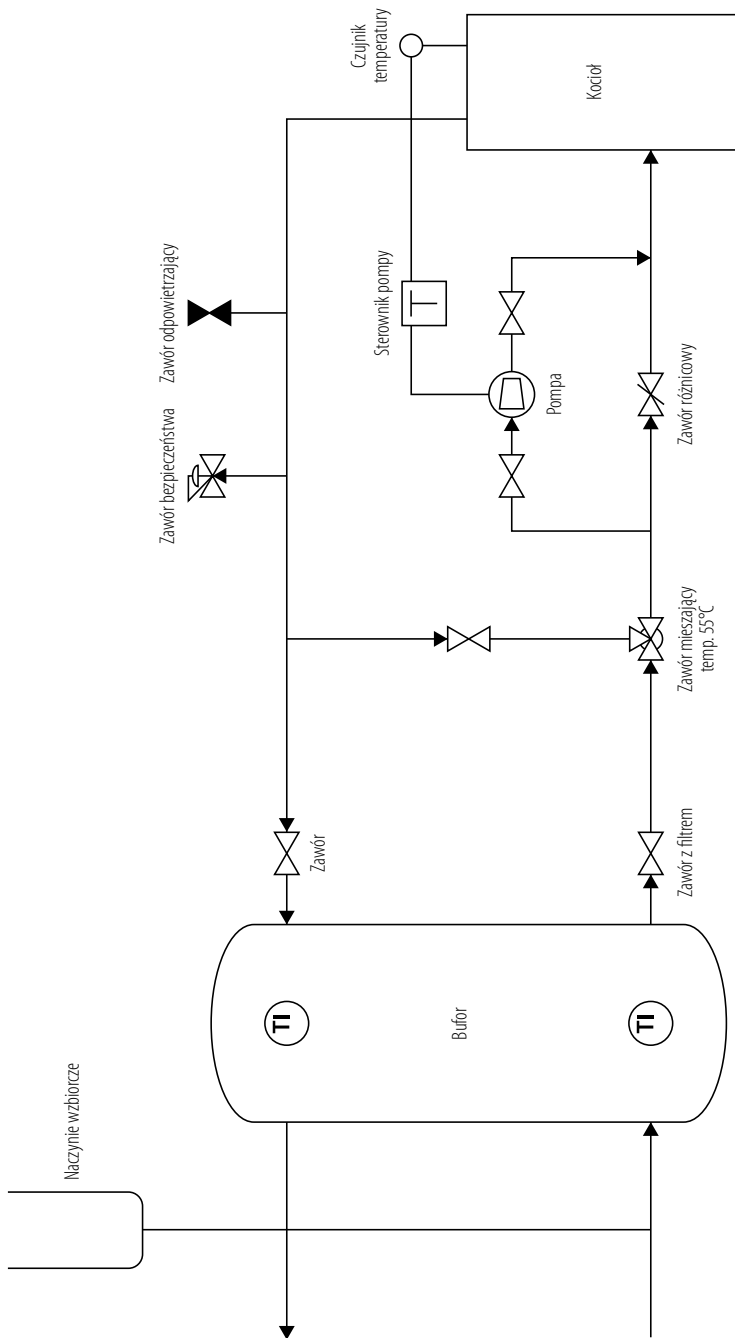 Naczynie wzbiorcze
Bufor
TI
TI
Zawór
Zawór z filtrem
Zawór bezpieczeństwa
Zawór odpowietrzający
Zawór mieszający
temp. 55°C
Zawór różnicowy
Pompa
Sterownik pompy
T
Czujnik
temperatury
Kocioł